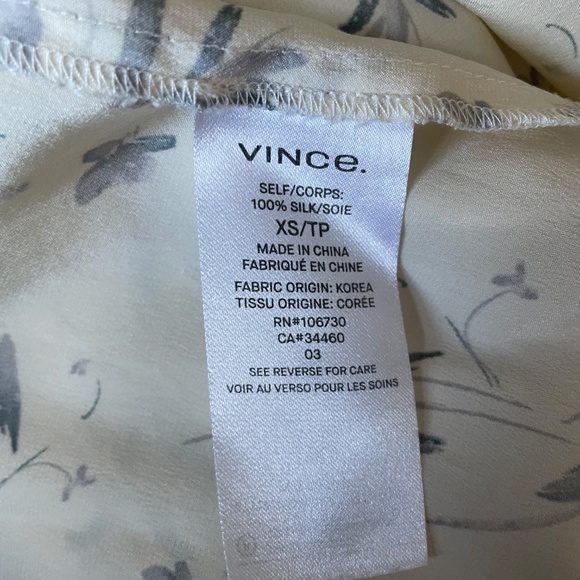 VINCe.
SELF/CORPS:
100% SILK/SOIE
XS/TP
MADE IN CHINA
FABRIQUÉ EN CHINE
FABRIC ORIGIN: KOREA
TISSU ORIGINE: CORÉE
RN#106730
CA#34460
03
SEE REVERSE FOR CARE
VOIR AU VERSO POUR LES SOINS